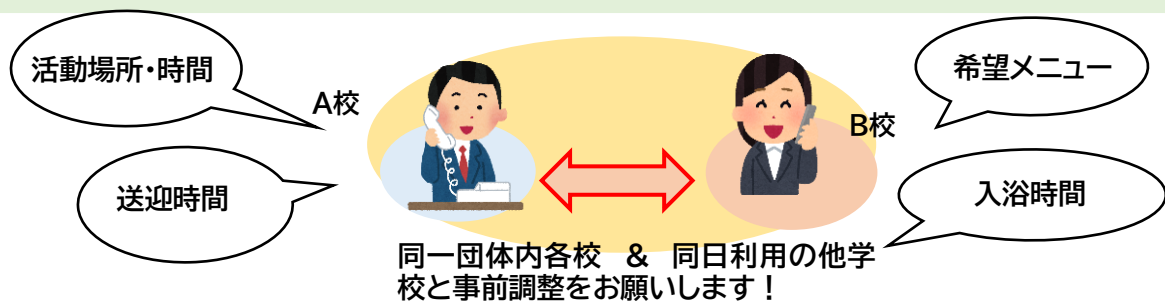 活動場所・時間
希望メニュー
A校
B校
送迎時間
入浴時間
同一団体内各校 & 同日利用の他学
校と事前調整をお願いします！